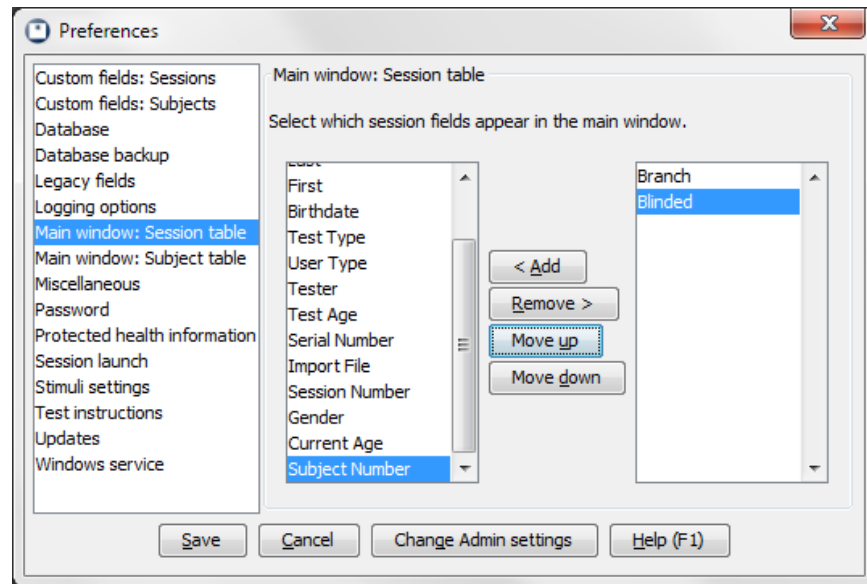 Preferences
Custom fields: Sessions
Custom fields: Subjects
Database
Database backup
Legacy fields
Logging options
Main window: Session table
Main window: Subject table
Miscellaneous
Password
Protected health information
Session launch
Stimuli settings
Test instructions
Updates
Windows service
Main window: Session table
Select which session fields appear in the main window.
First
Birthdate
Test Type
User Type
Tester
Test Age
Serial Number
Import File
Session Number
Gender
Current Age
Subject Number
< Add
Remove >
Move up
Move down
Branch
Blinded
Save
Cancel
Change Admin settings
Help (F1)